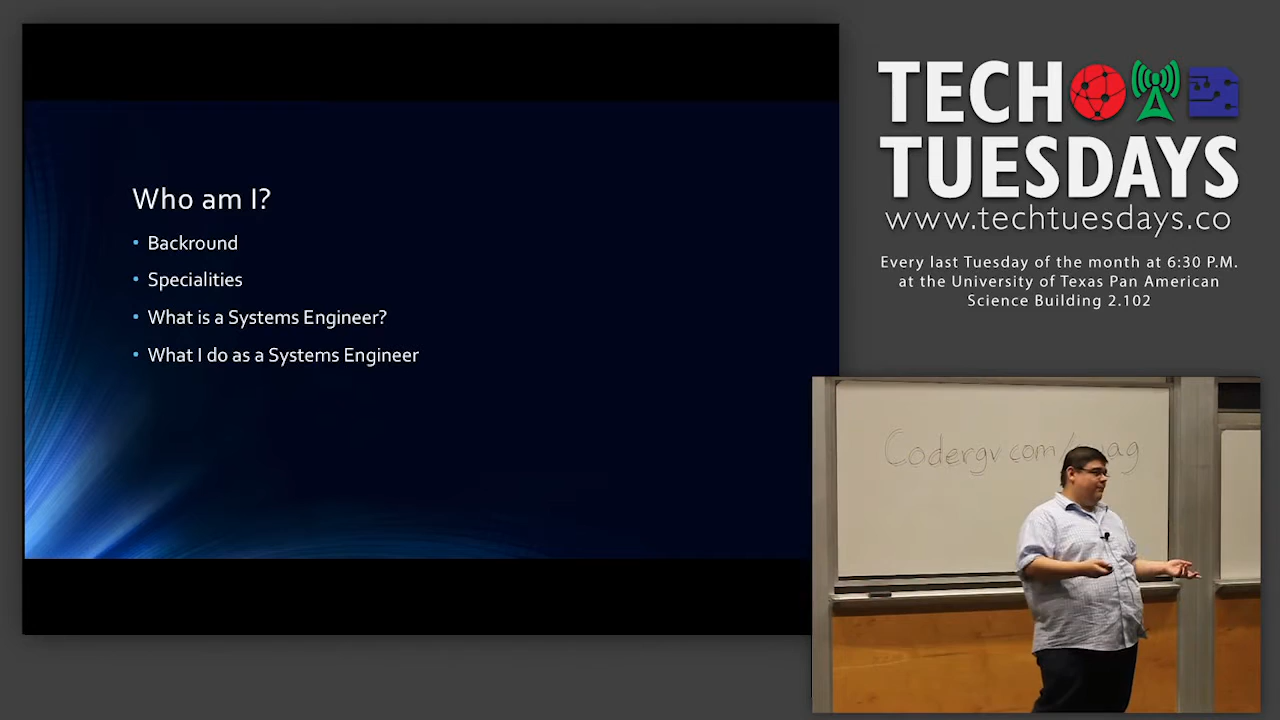 Who am I?
• Backround
• Specialities
• What is a Systems Engineer?
• What I do as a Systems Engineer
TECH
TUESDAYS
www.techtuesdays.co
Every last Tuesday of the month at 6:30 P.M.
at the University of Texas Pan American
Science Building 2.102
Codergv.com/